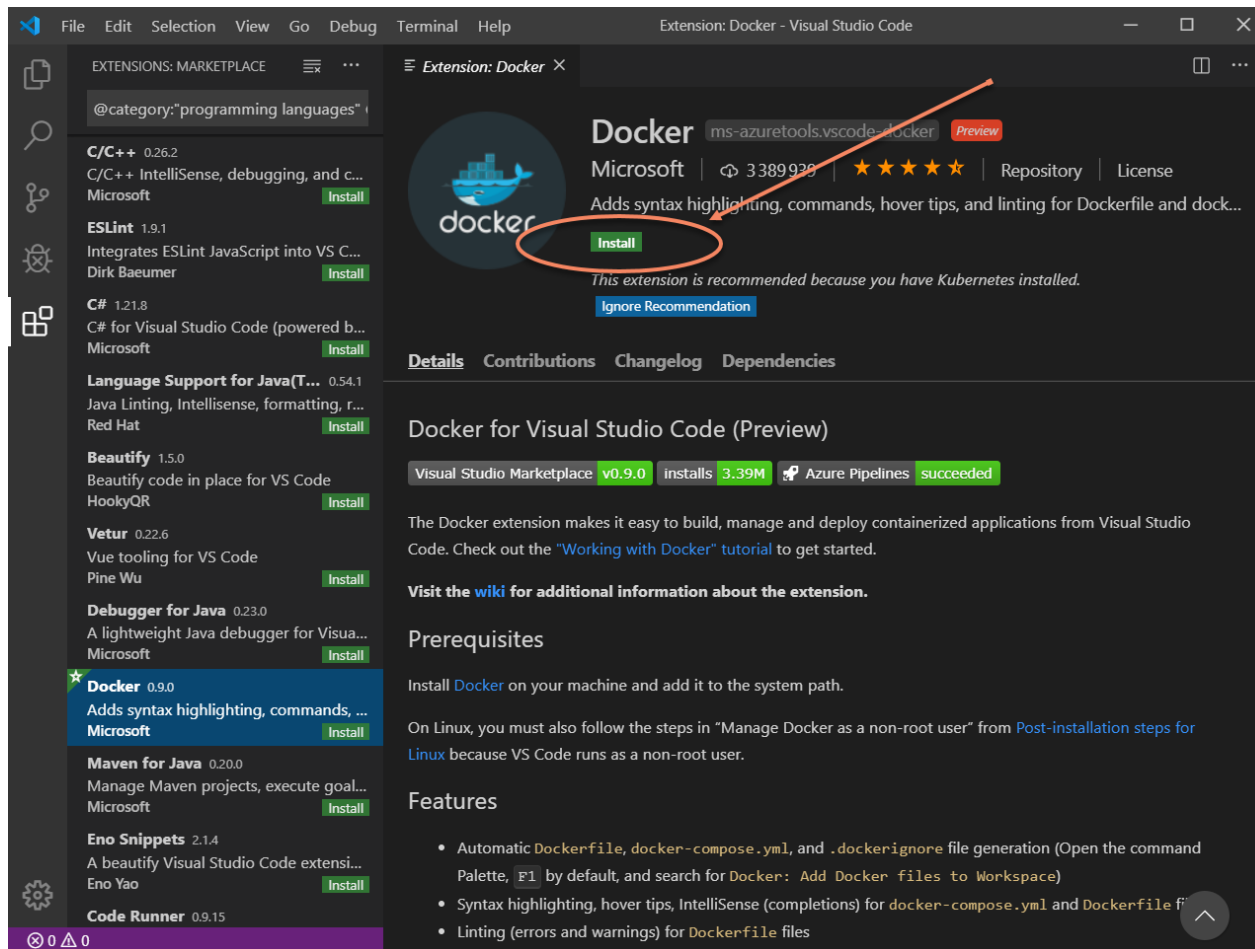 File Edit Selection View Go Debug Terminal Help Extension: Docker - Visual Studio Code
EXTENSIONS: MARKETPLACE
@category:"programming languages"
C/C++ 0.26.2
C/C++ IntelliSense, debugging, and c...
Microsoft Install
ESLint 1.9.1
Integrates ESLint JavaScript into VS C...
Dirk Baeumer Install
C# 1.21.8
C# for Visual Studio Code (powered b...
Microsoft Install
Language Support for Java(T... 0.54.1
Java Linting, Intellisense, formatting, r...
Red Hat Install
Beautify 1.5.0
Beautify code in place for VS Code
HookyQR Install
Vetur 0.22.6
Vue tooling for VS Code
Pine Wu Install
Debugger for Java 0.23.0
A lightweight Java debugger for Visua...
Microsoft Install
Docker 0.9.0
Adds syntax highlighting, commands, ...
Microsoft Install
Maven for Java 0.20.0
Manage Maven projects, execute goal...
Microsoft Install
Eno Snippets 2.1.4
A beautify Visual Studio Code extensi...
Eno Yao Install
Code Runner 0.9.15
0 0
Extension: Docker
docker
Docker ms-azuretools.vscode-docker Preview
Microsoft 3389939 Repository License
Adds syntax highlighting, commands, hover tips, and linting for Dockerfile and dock...
Install
This extension is recommended because you have Kubernetes installed.
Ignore Recommendation
Details Contributions Changelog Dependencies
Docker for Visual Studio Code (Preview)
Visual Studio Marketplace v0.9.0 installs 3.39M Azure Pipelines succeeded
The Docker extension makes it easy to build, manage and deploy containerized applications from Visual Studio
Code. Check out the "Working with Docker" tutorial to get started.
Visit the wiki for additional information about the extension.
Prerequisites
Install Docker on your machine and add it to the system path.
On Linux, you must also follow the steps in “Manage Docker as a non-root user” from Post-installation steps for
Linux because VS Code runs as a non-root user.
Features
• Automatic Dockerfile, docker-compose.yml, and .dockerignore file generation (Open the command
Palette, F1 by default, and search for Docker: Add Docker files to Workspace)
• Syntax highlighting, hover tips, IntelliSense (completions) for docker-compose.yml and Dockerfile
• Linting (errors and warnings) for Dockerfile files